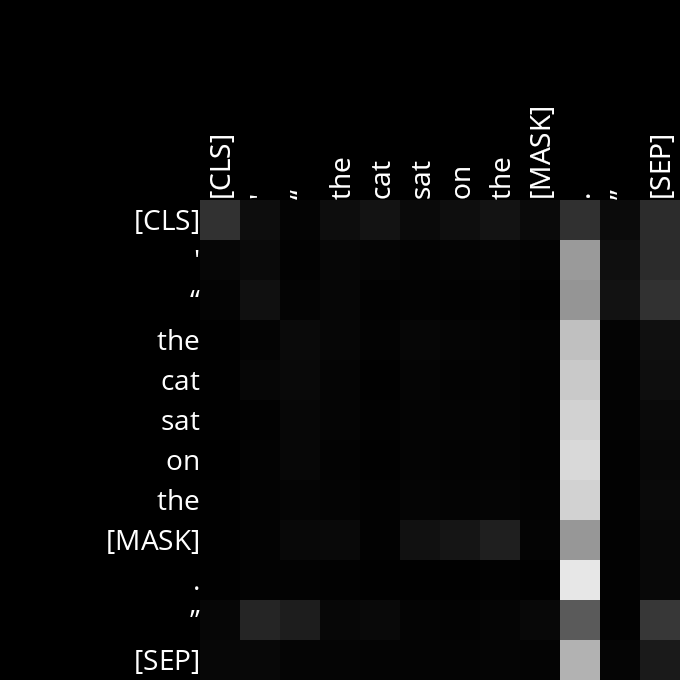 [CLS] ' “ the cat sat on the [MASK] . ” [SEP]
[CLS]
'
“
the
cat
sat
on
the
[MASK]
.
”
[SEP]